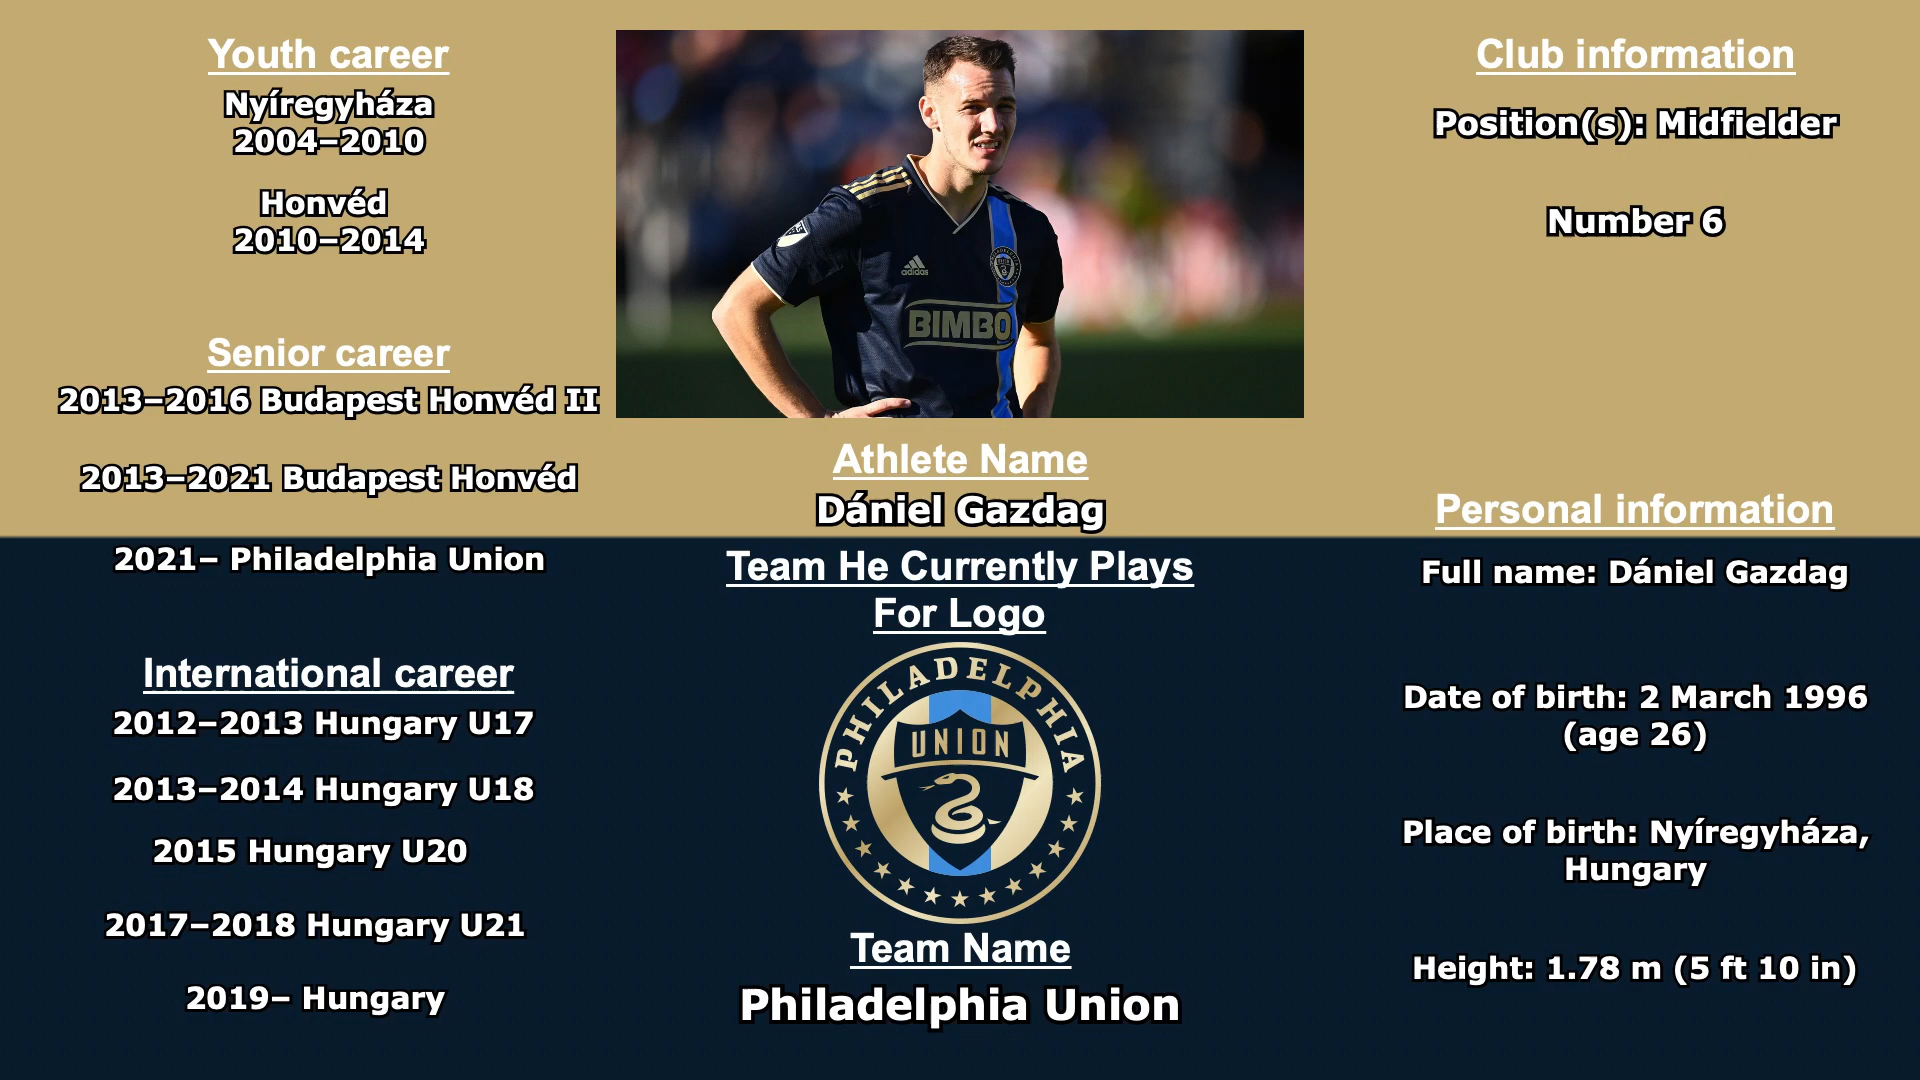 Youth career
Nyíregyháza
2004–2010
Honvéd
2010–2014
Senior career
2013–2016 Budapest Honvéd II
2013–2021 Budapest Honvéd
2021– Philadelphia Union
International career
2012–2013 Hungary U17
2013–2014 Hungary U18
2015 Hungary U20
2017–2018 Hungary U21
2019– Hungary
adidas
BIMBO
Athlete Name
Dániel Gazdag
Team He Currently Plays
For Logo
PHILADELPHIA
UNION
Team Name
Philadelphia Union
Club information
Position(s): Midfielder
Number 6
Personal information
Full name: Dániel Gazdag
Date of birth: 2 March 1996
(age 26)
Place of birth: Nyíregyháza,
Hungary
Height: 1.78 m (5 ft 10 in)